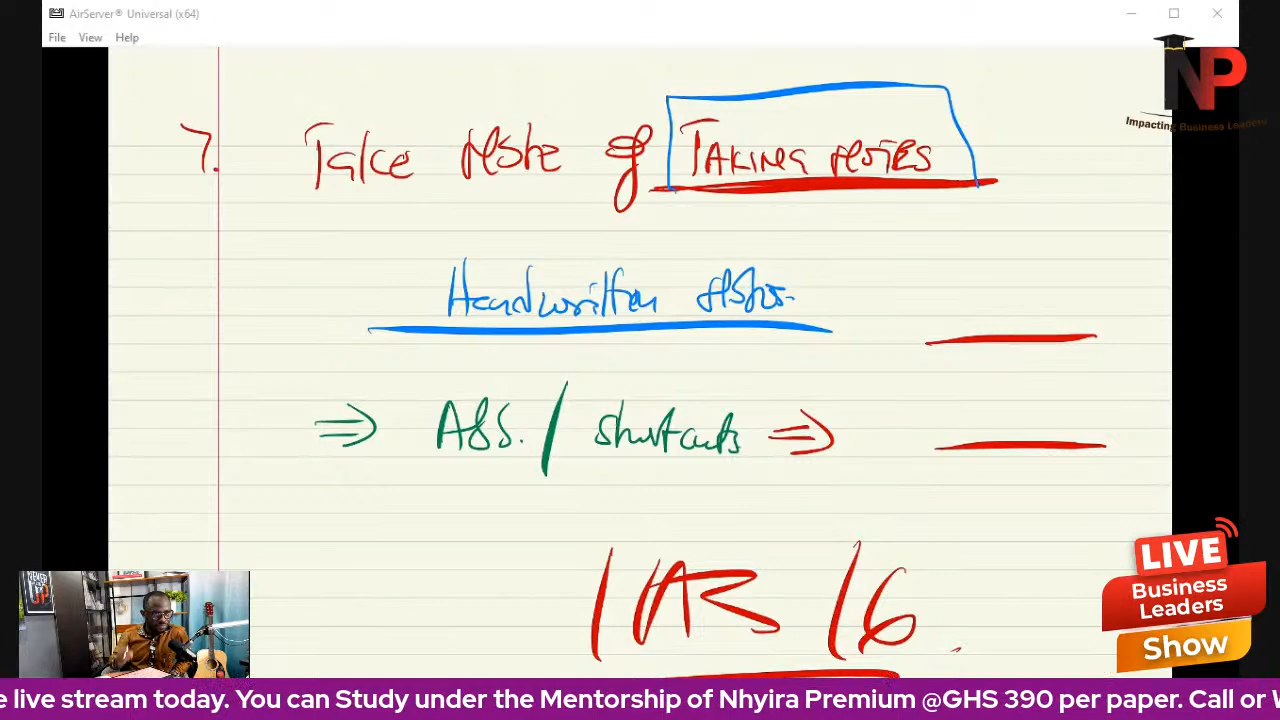 AirServer® Universal (x64)
File View Help
NP
Impacting Business Leaders
7. Take Note of TAKING NOTES
Handwritten Notes
⇒ Abb. / shortcuts ⇒
IAS 16
LIVE
Business
Leaders
Show
e live stream today. You can Study under the Mentorship of Nhyira Premium @GHS 390 per paper. Call or W